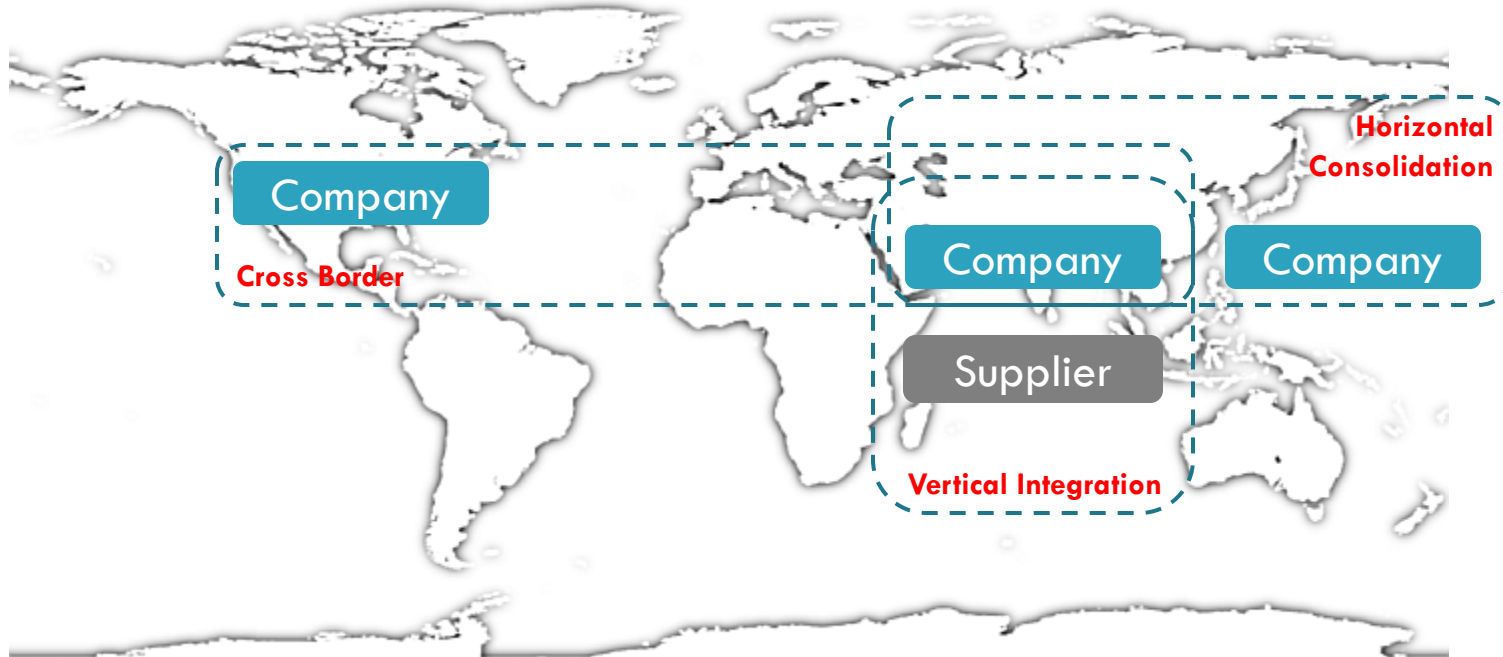 Horizontal
Consolidation
Company
Company
Company
Cross Border
Supplier
Vertical Integration